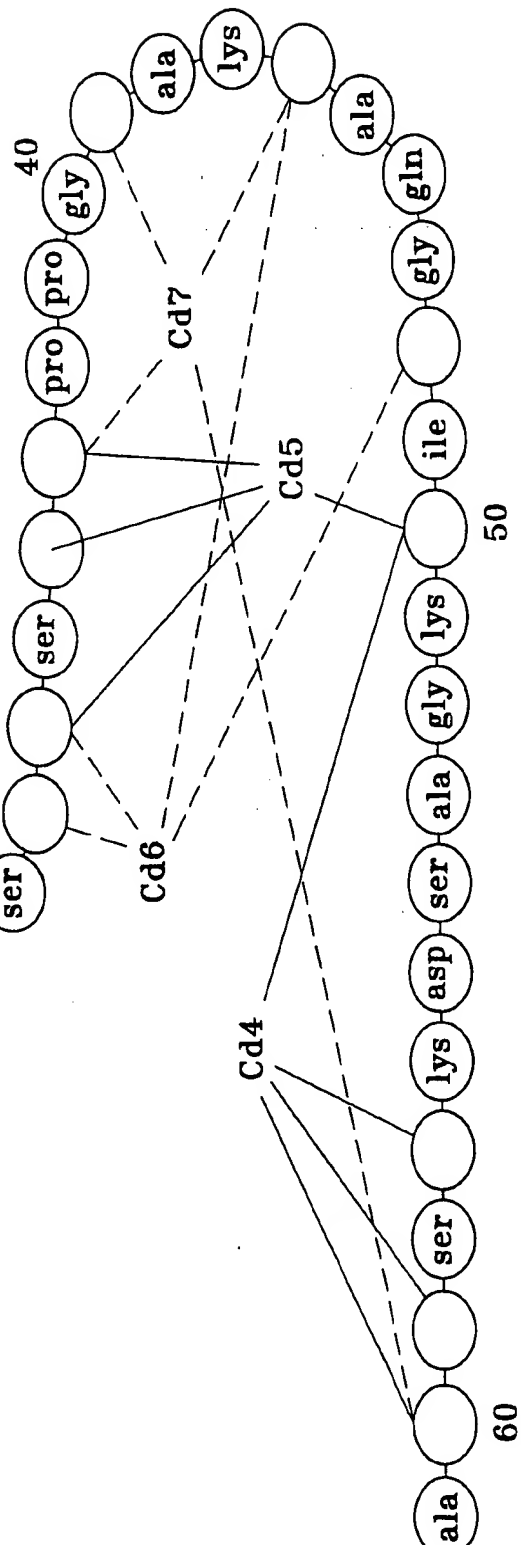 ser
ser
pro
pro
gly
40
ala
lys
ala
gln
gly
ile
50
lys
gly
ala
ser
asp
lys
ser
60
ala
Cd7
Cd5
Cd6
Cd4